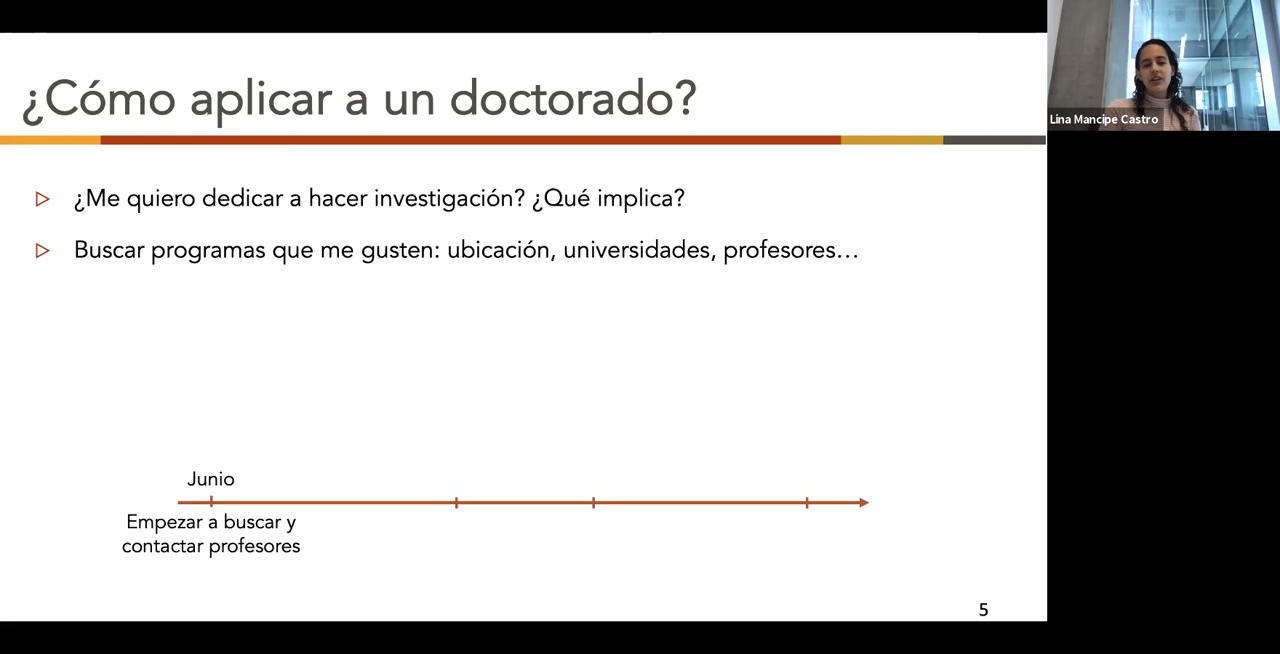 ¿Cómo aplicar a un doctorado?
Lina Mancipe Castro
¿Me quiero dedicar a hacer investigación? ¿Qué implica?
Buscar programas que me gusten: ubicación, universidades, profesores...
Junio
Empezar a buscar y
contactar profesores
5